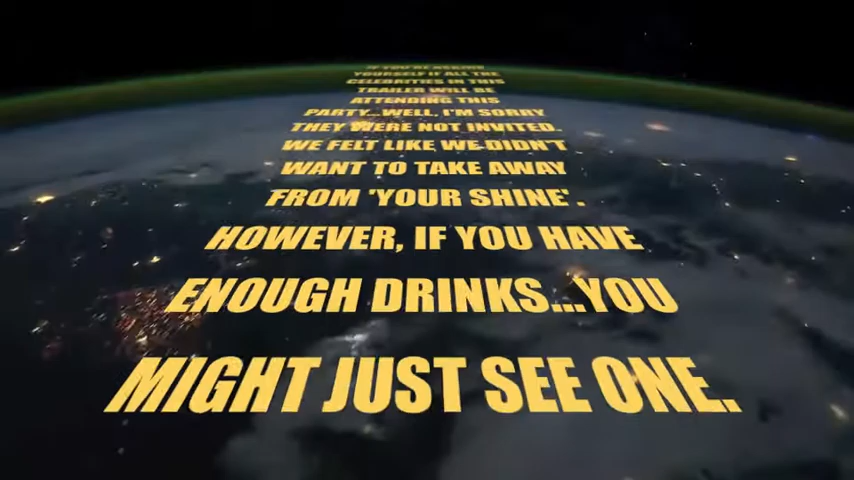 IF YOU'RE ASKING
YOURSELF IF ALL THE
CELEBRITIES IN THIS
TRAILER WILL BE
ATTENDING THIS
PARTY...WELL, I'M SORRY
THEY WERE NOT INVITED.
WE FELT LIKE WE DIDN'T
WANT TO TAKE AWAY
FROM 'YOUR SHINE'.
HOWEVER, IF YOU HAVE
ENOUGH DRINKS...YOU
MIGHT JUST SEE ONE.